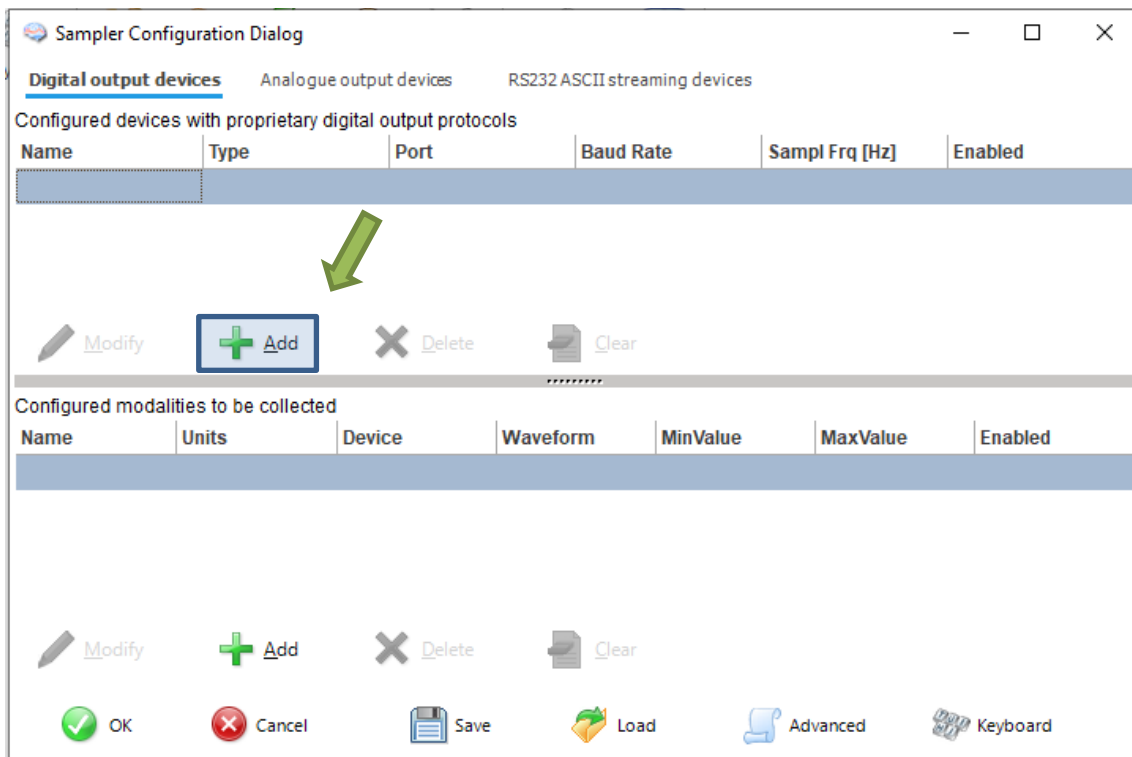 Sampler Configuration Dialog
Digital output devices Analogue output devices RS232 ASCII streaming devices
Configured devices with proprietary digital output protocols
Name Type Port Baud Rate Sampl Frq [Hz] Enabled
Modify Add Delete Clear
Configured modalities to be collected
Name Units Device Waveform MinValue MaxValue Enabled
Modify Add Delete Clear
OK Cancel Save Load Advanced Keyboard